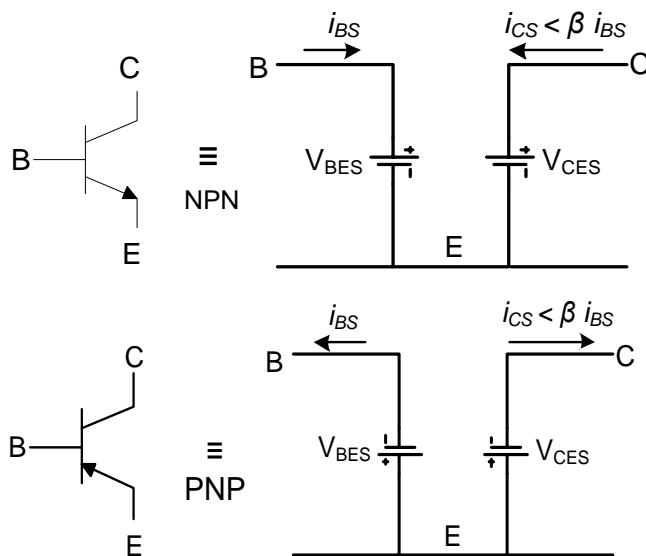 i_BS
i_CS < β i_BS
C
B
C
B
V_BES
+
-
+
-
V_CES
≡
NPN
E
E
i_BS
i_CS < β i_BS
B
C
C
B
V_BES
-
+
-
+
V_CES
≡
PNP
E
E